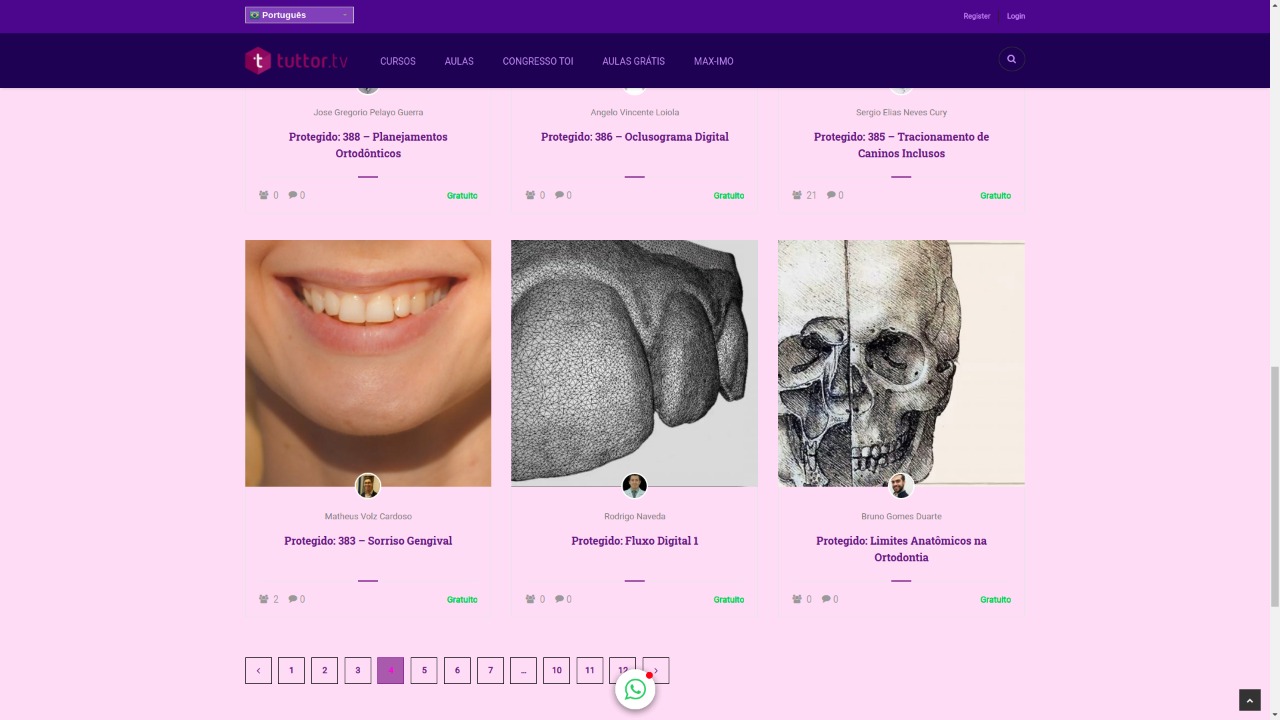 Português
Register
Login
tuttor.tv
CURSOS
AULAS
CONGRESSO TOI
AULAS GRÁTIS
MAX-IMO
Jose Gregorio Pelayo Guerra
Protegido: 388 – Planejamentos
Ortodônticos
0
0
Gratuito
Angelo Vincente Loiola
Protegido: 386 – Oclusograma Digital
0
0
Gratuito
Sergio Elias Neves Cury
Protegido: 385 – Tracionamento de
Caninos Inclusos
21
0
Gratuito
Matheus Volz Cardoso
Protegido: 383 – Sorriso Gengival
2
0
Gratuito
Rodrigo Naveda
Protegido: Fluxo Digital 1
0
0
Gratuito
Bruno Gomes Duarte
Protegido: Limites Anatômicos na
Ortodontia
0
0
Gratuito
‹ 1 2 3 4 5 6 7 ... 10 11 12 ›